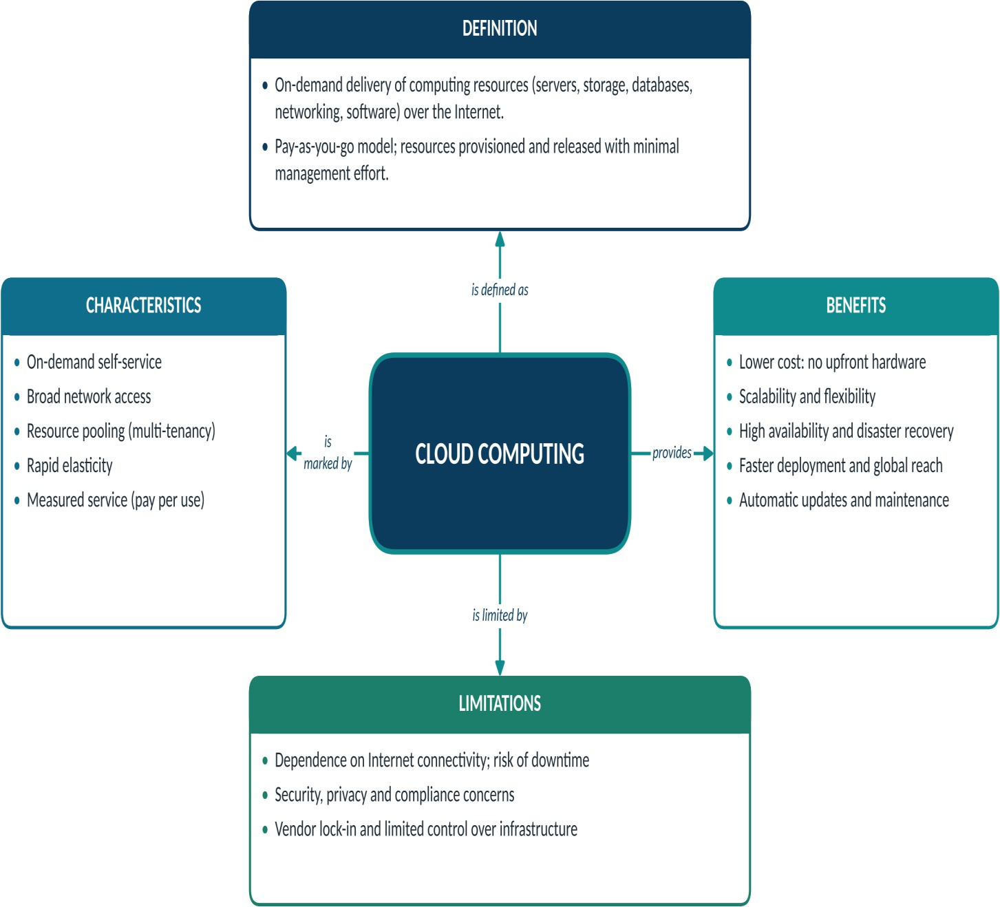 DEFINITION
• On-demand delivery of computing resources (servers, storage, databases,
networking, software) over the Internet.
• Pay-as-you-go model; resources provisioned and released with minimal
management effort.
is defined as
CHARACTERISTICS
• On-demand self-service
• Broad network access
• Resource pooling (multi-tenancy)
• Rapid elasticity
• Measured service (pay per use)
is
marked by
CLOUD COMPUTING
provides
BENEFITS
• Lower cost: no upfront hardware
• Scalability and flexibility
• High availability and disaster recovery
• Faster deployment and global reach
• Automatic updates and maintenance
is limited by
LIMITATIONS
• Dependence on Internet connectivity; risk of downtime
• Security, privacy and compliance concerns
• Vendor lock-in and limited control over infrastructure